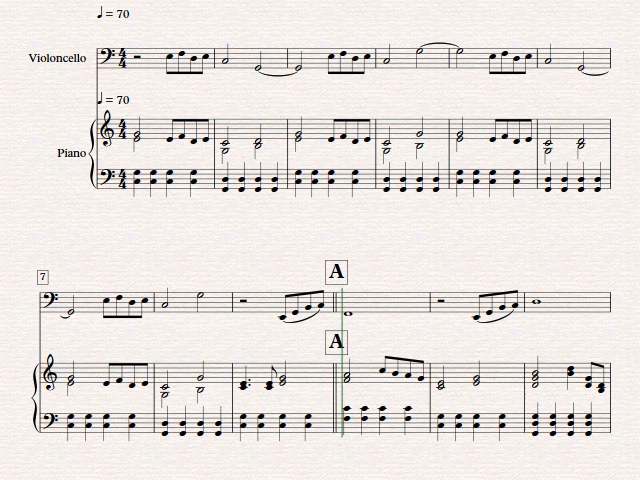 ♩ = 70
Violoncello
♩ = 70
Piano
7
A
A